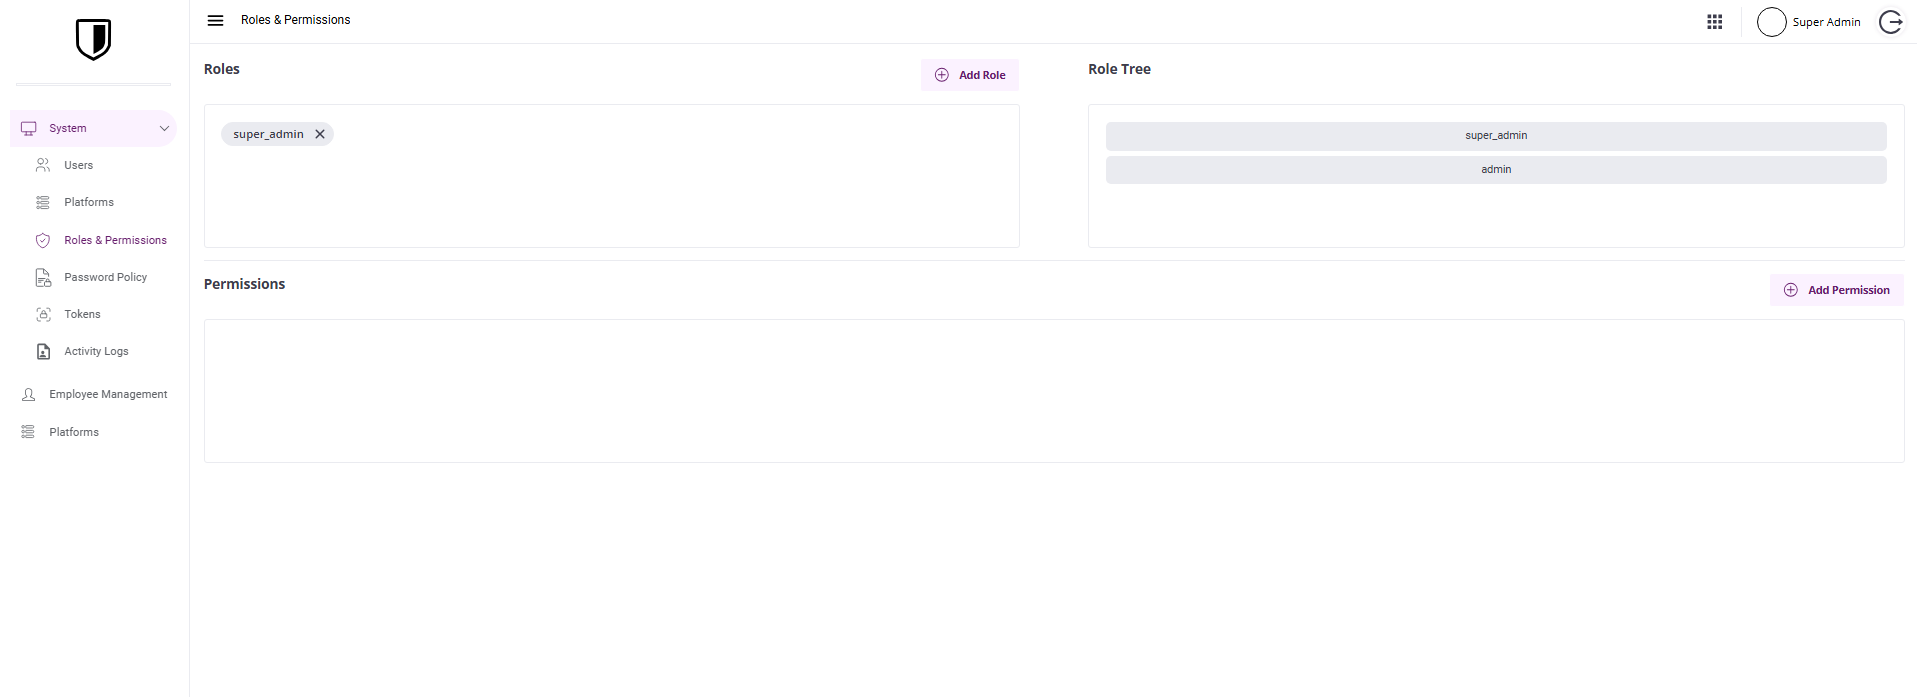 Roles & Permissions
Super Admin
System
Users
Platforms
Roles & Permissions
Password Policy
Tokens
Activity Logs
Employee Management
Platforms
Roles
Add Role
super_admin
Role Tree
super_admin
admin
Permissions
Add Permission